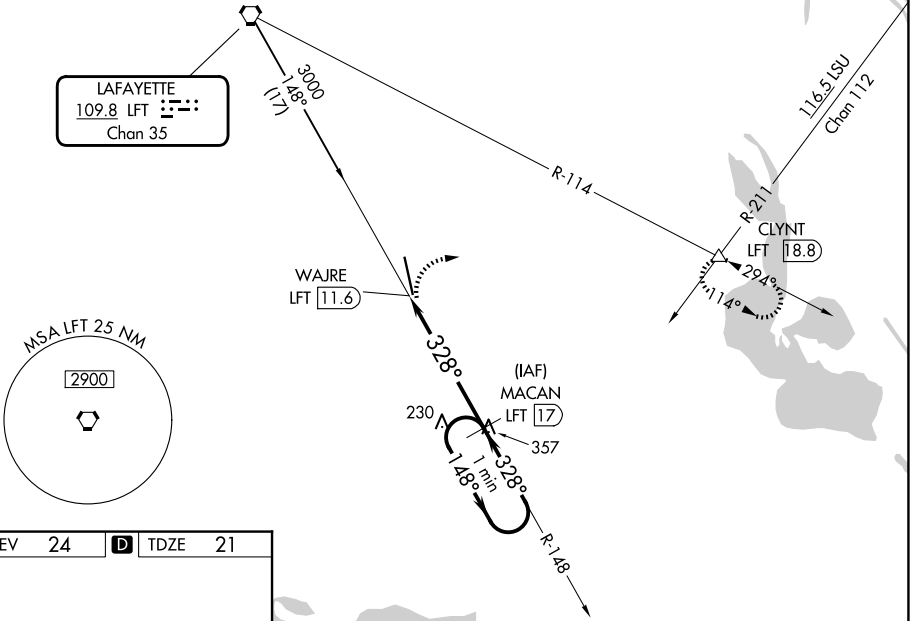 LAFAYETTE
109.8 LFT
Chan 35
3000
148°
(17)
R-114
116.5 LSU
Chan 112
R-211
CLYNT
LFT 18.8
294°
114°
WAJRE
LFT 11.6
328°
(IAF)
MACAN
LFT 17
230
357
1 min
148°
328°
R-148
MSA LFT 25 NM
2900
EV 24 D TDZE 21